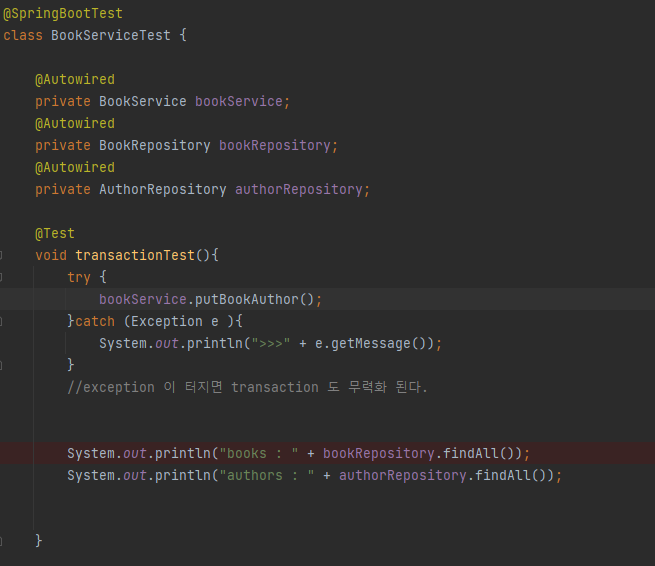 @SpringBootTest
class BookServiceTest {
@Autowired
private BookService bookService;
@Autowired
private BookRepository bookRepository;
@Autowired
private AuthorRepository authorRepository;
@Test
void transactionTest(){
try {
bookService.putBookAuthor();
}catch (Exception e ){
System.out.println(">>>" + e.getMessage());
}
//exception 이 터지면 transaction 도 무력화 된다.
System.out.println("books : " + bookRepository.findAll());
System.out.println("authors : " + authorRepository.findAll());
}